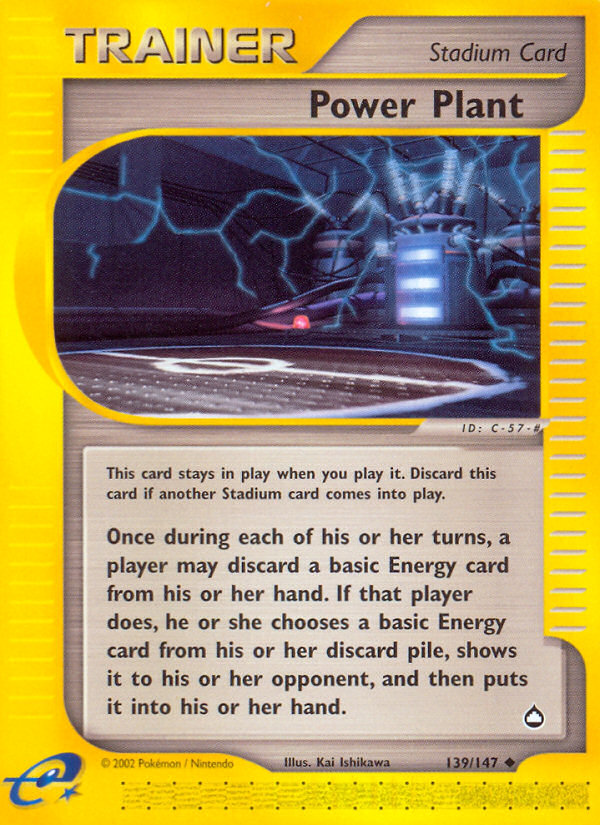 TRAINER
Stadium Card
Power Plant
ID: C-57-#
This card stays in play when you play it. Discard this
card if another Stadium card comes into play.
Once during each of his or her turns, a
player may discard a basic Energy card
from his or her hand. If that player
does, he or she chooses a basic Energy
card from his or her discard pile, shows
it to his or her opponent, and then puts
it into his or her hand.
© 2002 Pokémon / Nintendo
Illus. Kai Ishikawa
139/147 ◆
e